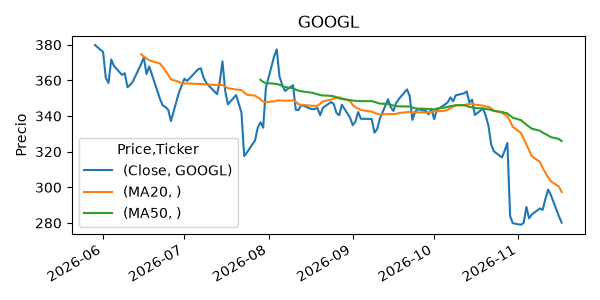 GOOGL
Precio
380
360
340
320
300
280
Price,Ticker
(Close, GOOGL)
(MA20, )
(MA50, )
2026-06
2026-07
2026-08
2026-09
2026-10
2026-11